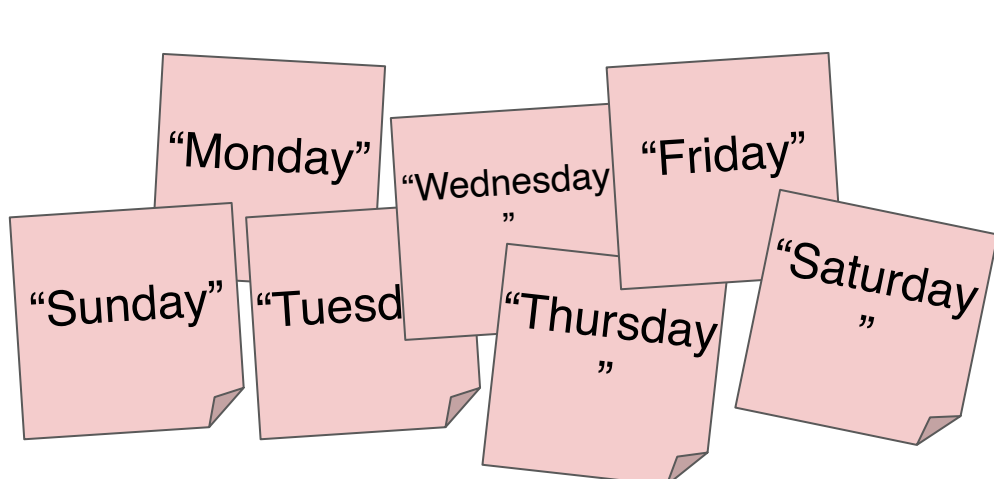 “Monday”
“Wednesday
”
“Friday”
“Sunday”
“Tuesd
“Thursday
”
“Saturday
”